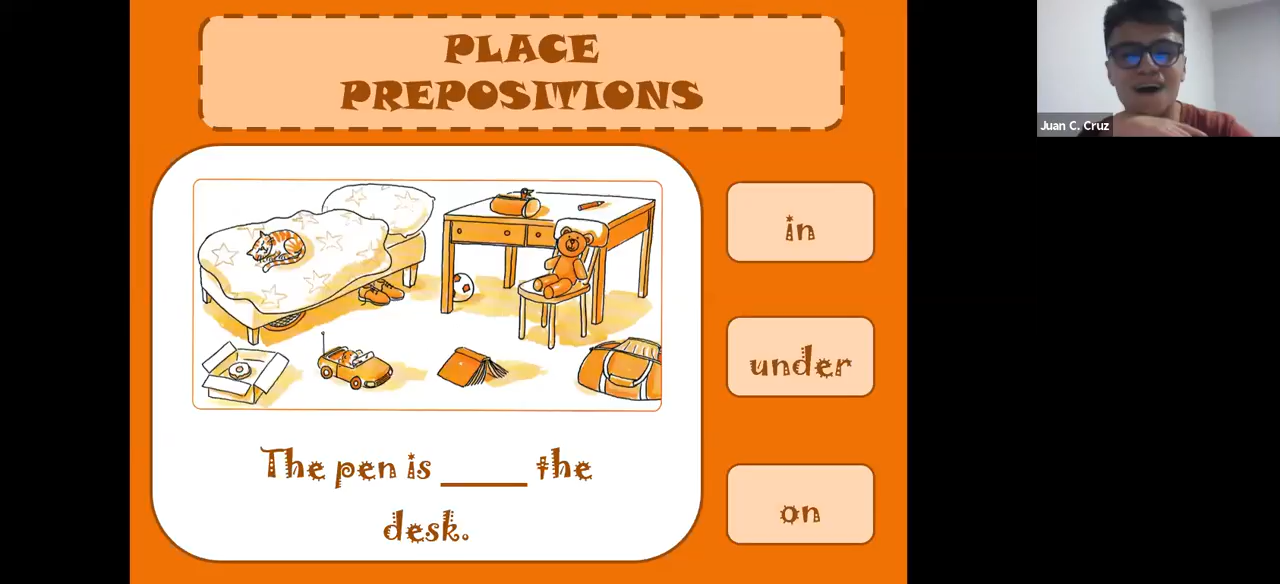 PLACE
PREPOSITIONS
Juan C. Cruz
in
under
on
The pen is _____ the
desk.